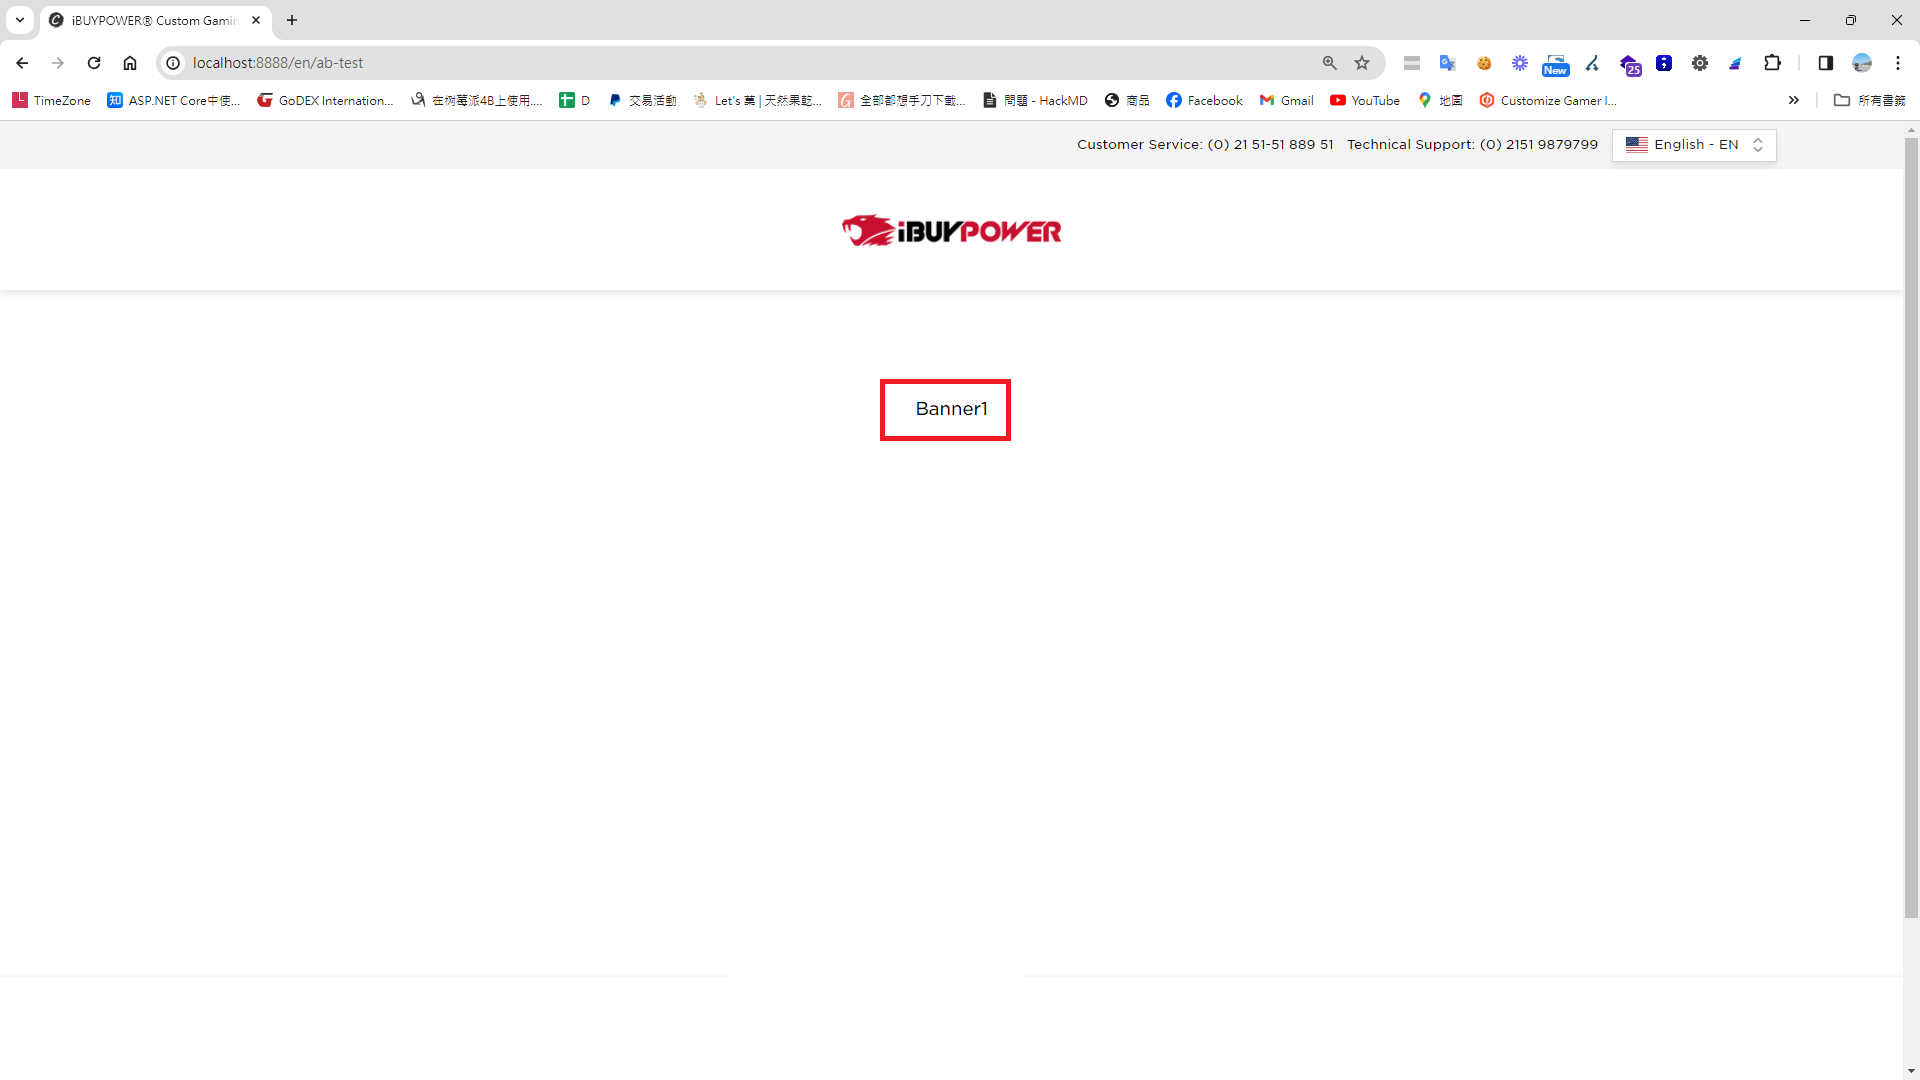 iBUYPOWER® Custom Gamin
localhost:8888/en/ab-test
New
25
TimeZone
知 ASP.NET Core中使...
GoDEX Internation...
在树莓派4B上使用....
D
交易活動
Let's 菓 | 天然果乾...
全部都想手刀下載...
問題 - HackMD
商品
Facebook
Gmail
YouTube
地圖
Customize Gamer I...
所有書籤
Customer Service: (0) 21 51-51 889 51
Technical Support: (0) 2151 9879799
English - EN
iBUYPOWER
Banner1